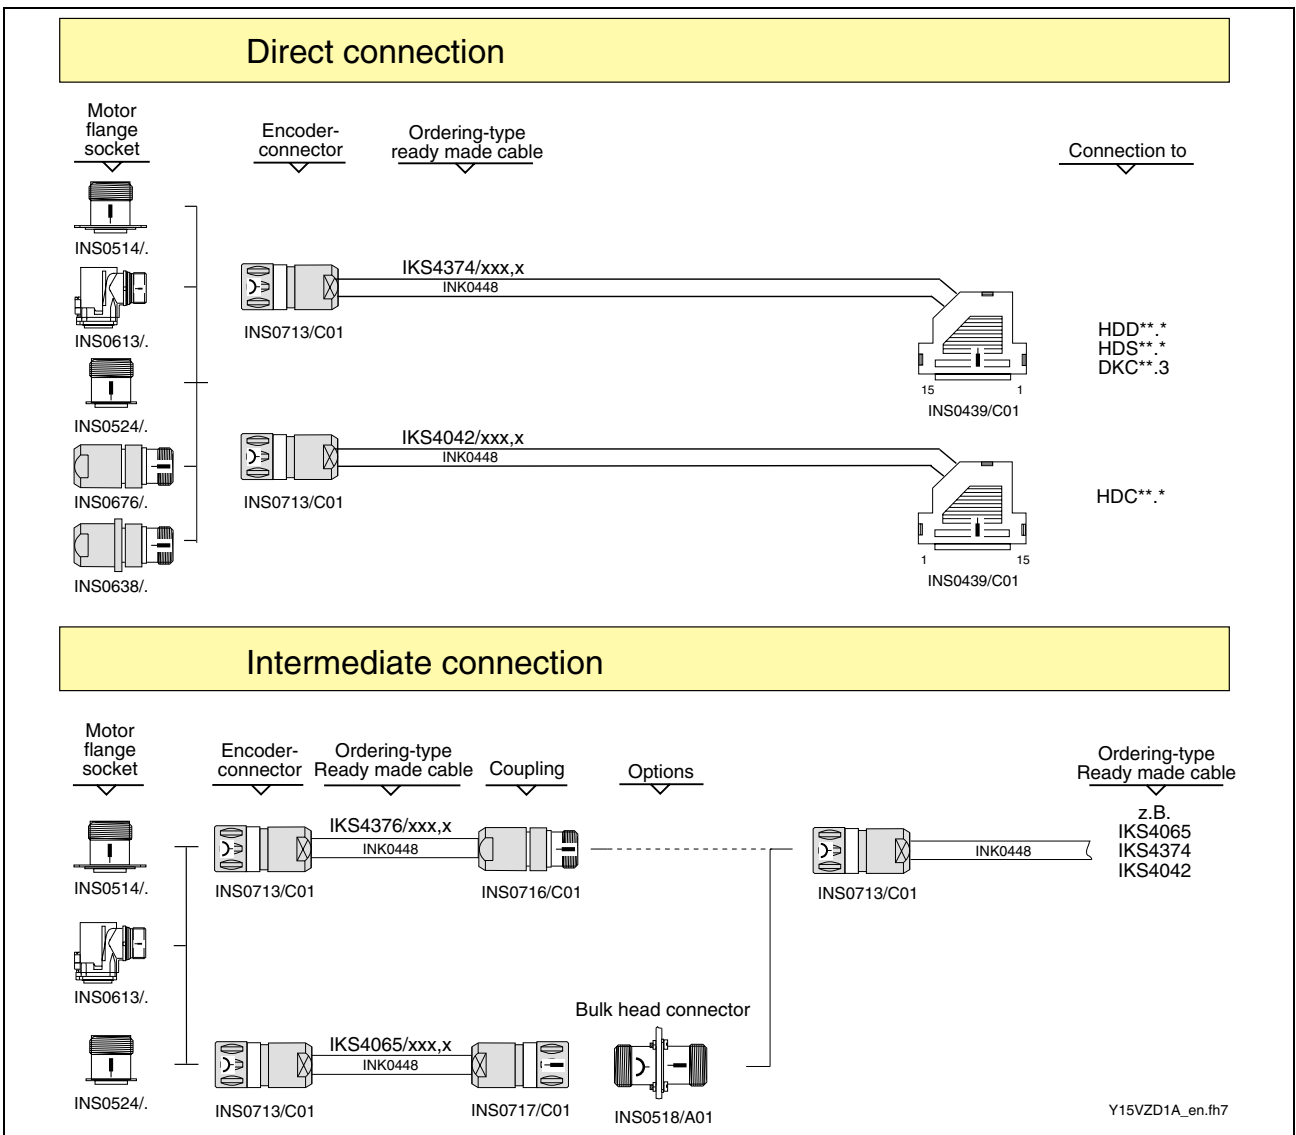 Direct connection
Motor
flange
socket
Encoder-
connector
Ordering-type
ready made cable
Connection to
INS0514/.
INS0613/.
INS0524/.
INS0676/.
INS0638/.
IKS4374/xxx,x
INK0448
INS0713/C01
15 1
INS0439/C01
HDD**.*
HDS**.*
DKC**.3
IKS4042/xxx,x
INK0448
INS0713/C01
1 15
INS0439/C01
HDC**.*
Intermediate connection
Motor
flange
socket
Encoder-
connector
Ordering-type
Ready made cable
Coupling
Options
Ordering-type
Ready made cable
INS0514/.
INS0613/.
INS0524/.
IKS4376/xxx,x
INK0448
INS0713/C01
INS0716/C01
INS0713/C01
INK0448
z.B.
IKS4065
IKS4374
IKS4042
Bulk head connector
IKS4065/xxx,x
INK0448
INS0713/C01
INS0717/C01
INS0518/A01
Y15VZD1A_en.fh7